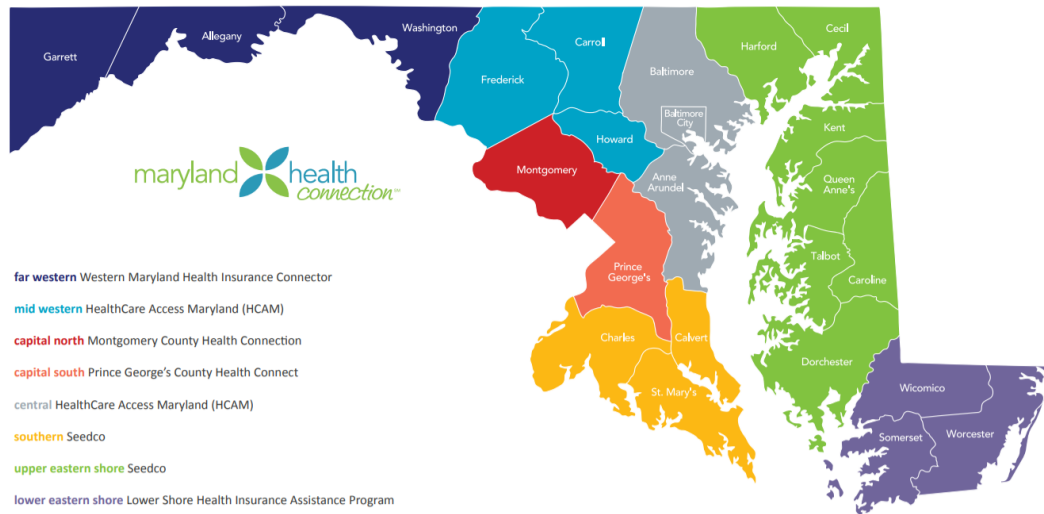 Garrett
Allegany
Washington
Frederick
Carroll
Baltimore
Baltimore
City
Harford
Cecil
Howard
Montgomery
Anne
Arundel
Kent
Queen
Anne's
Talbot
Caroline
Prince
George's
Charles
Calvert
St. Mary's
Dorchester
Wicomico
Somerset
Worcester
maryland health
connection℠
far western Western Maryland Health Insurance Connector
mid western HealthCare Access Maryland (HCAM)
capital north Montgomery County Health Connection
capital south Prince George's County Health Connect
central HealthCare Access Maryland (HCAM)
southern Seedco
upper eastern shore Seedco
lower eastern shore Lower Shore Health Insurance Assistance Program